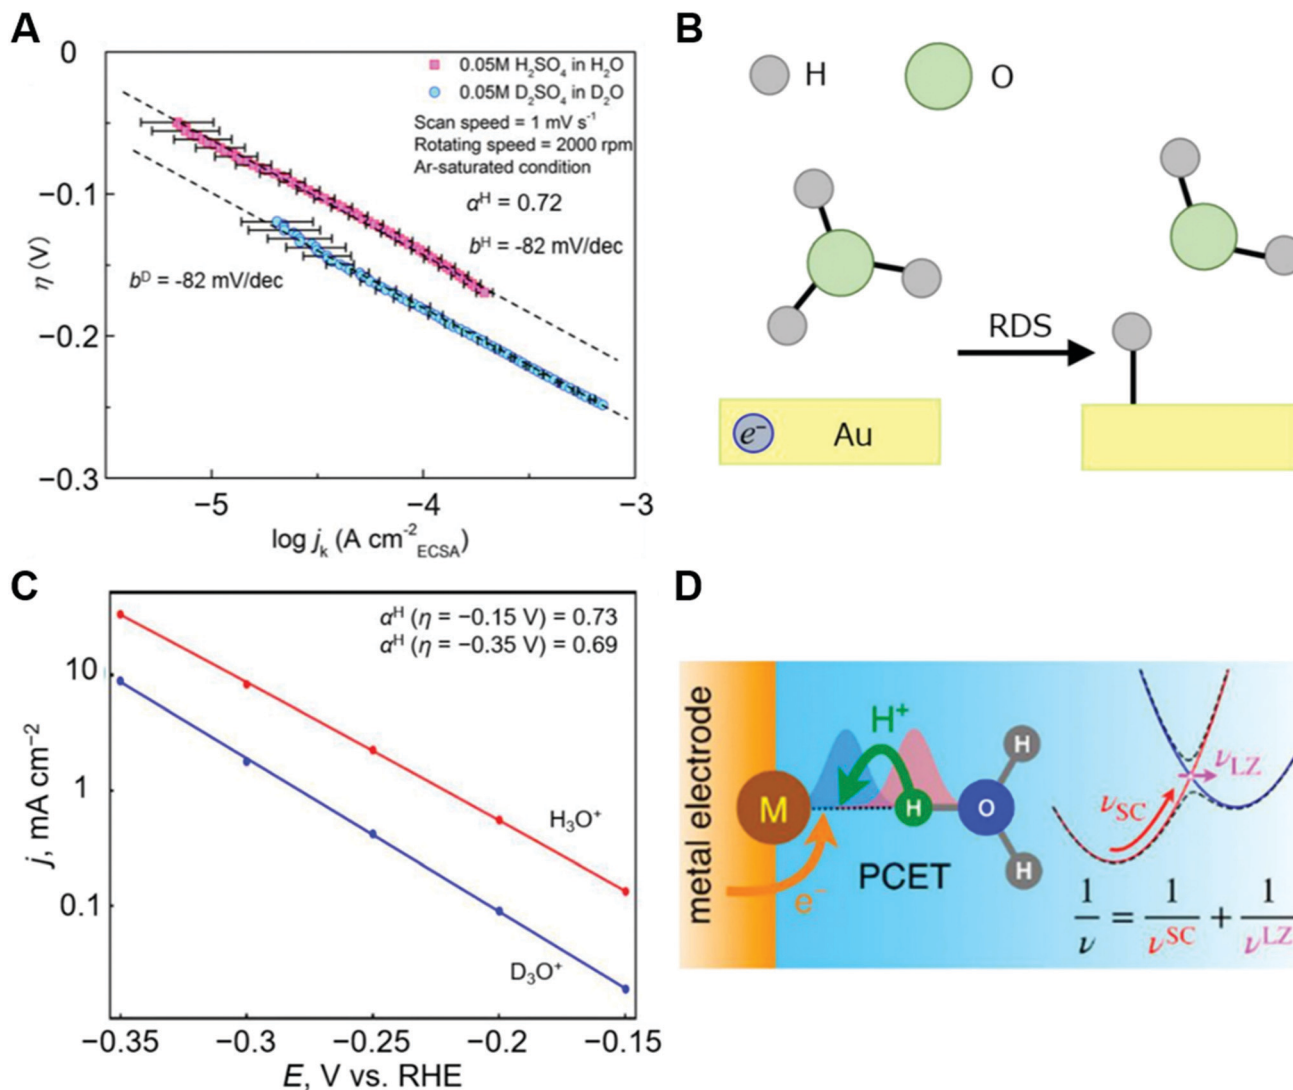 A
0
−0.1
−0.2
−0.3
η (V)
0.05M H₂SO₄ in H₂O
0.05M D₂SO₄ in D₂O
Scan speed = 1 mV s⁻¹
Rotating speed = 2000 rpm
Ar-saturated condition
αᴴ = 0.72
bᴴ = -82 mV/dec
bᴰ = -82 mV/dec
−5
−4
−3
log jₖ (A cm⁻²ECSA)
B
H
O
RDS
e⁻
Au
C
αᴴ (η = −0.15 V) = 0.73
αᴴ (η = −0.35 V) = 0.69
10
1
0.1
j, mA cm⁻²
H₃O⁺
D₃O⁺
−0.35
−0.3
−0.25
−0.2
−0.15
E, V vs. RHE
D
metal electrode
M
H⁺
H
O
H
H
e⁻
PCET
νSC
νLZ
1/ν = 1/νˢᶜ + 1/νᴸᶻ